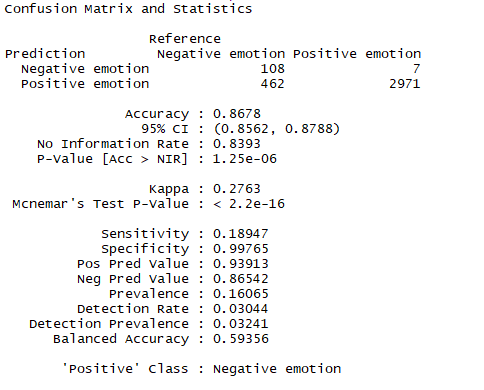 Confusion Matrix and Statistics
Reference
Prediction Negative emotion Positive emotion
Negative emotion 108 7
Positive emotion 462 2971
Accuracy : 0.8678
95% CI : (0.8562, 0.8788)
No Information Rate : 0.8393
P-Value [Acc > NIR] : 1.25e-06
Kappa : 0.2763
Mcnemar's Test P-Value : < 2.2e-16
Sensitivity : 0.18947
Specificity : 0.99765
Pos Pred Value : 0.93913
Neg Pred Value : 0.86542
Prevalence : 0.16065
Detection Rate : 0.03044
Detection Prevalence : 0.03241
Balanced Accuracy : 0.59356
'Positive' Class : Negative emotion